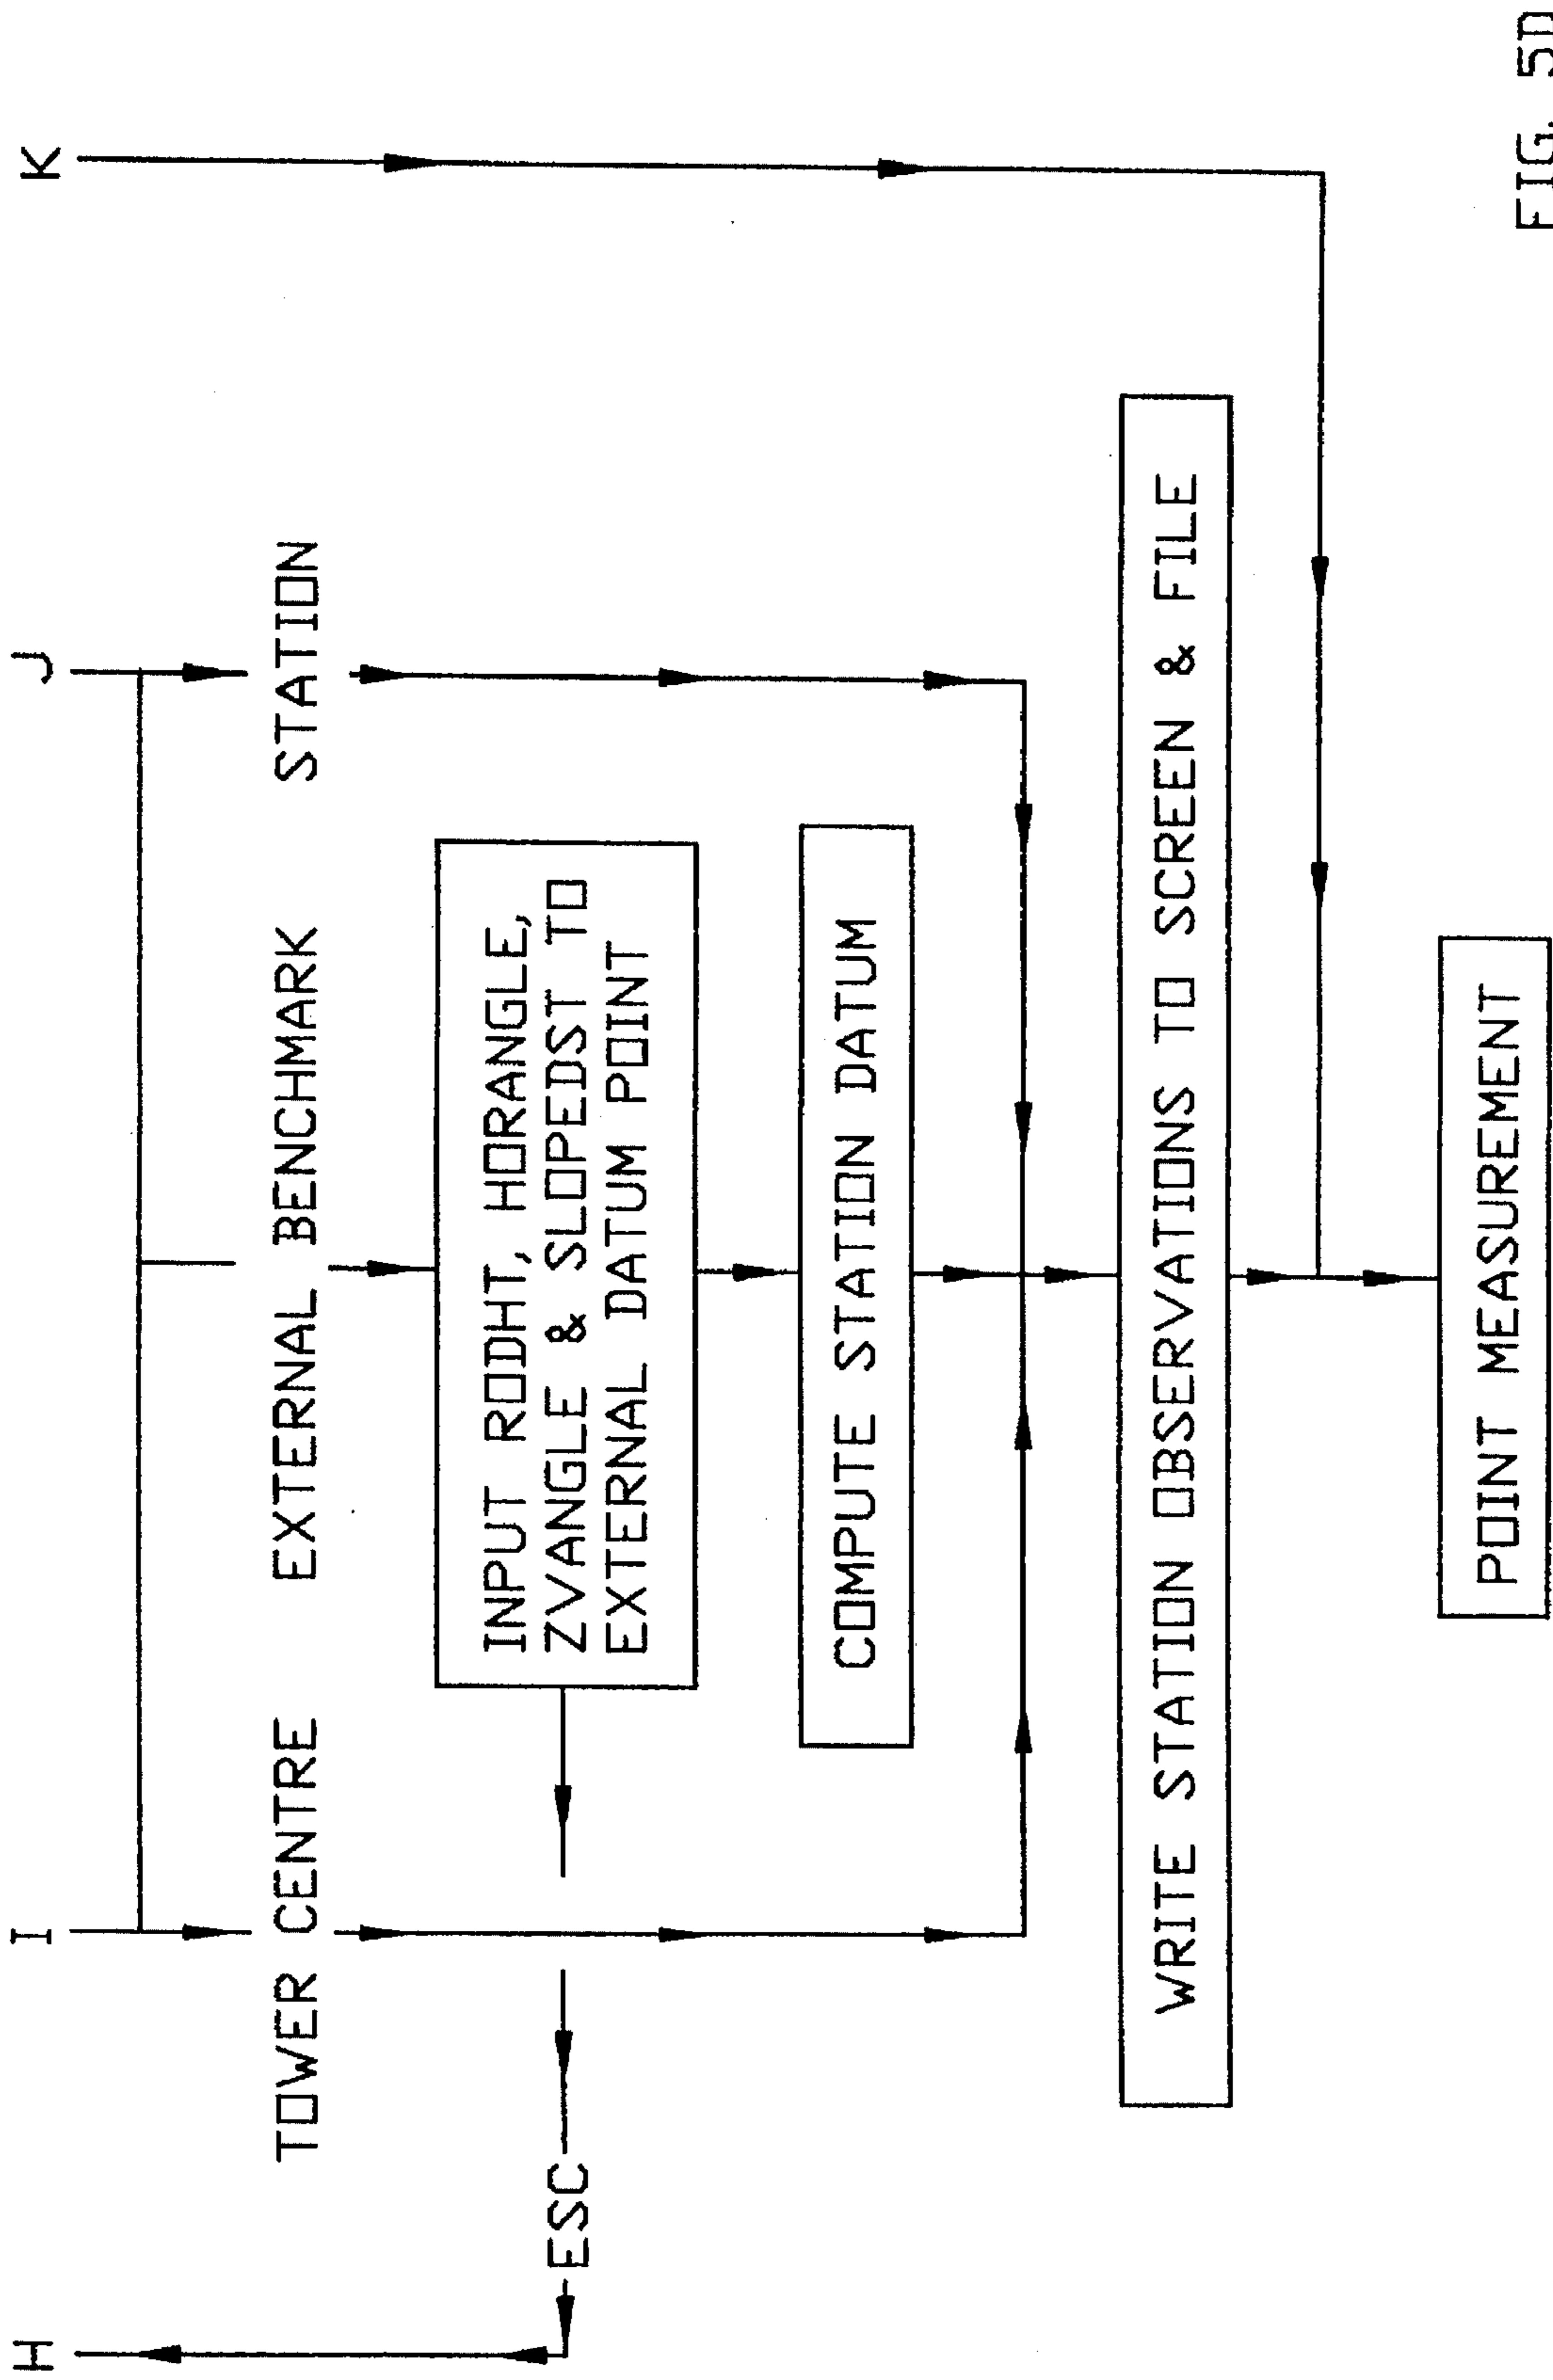 H
I
J
K
TOWER CENTRE
EXTERNAL BENCHMARK
STATION
INPUT RODHT, HORANGLE,
ZVANGLE & SLOPEDST TO
EXTERNAL DATUM POINT
ESC
COMPUTE STATION DATUM
WRITE STATION OBSERVATIONS TO SCREEN & FILE
POINT MEASUREMENT
FIG. 5D